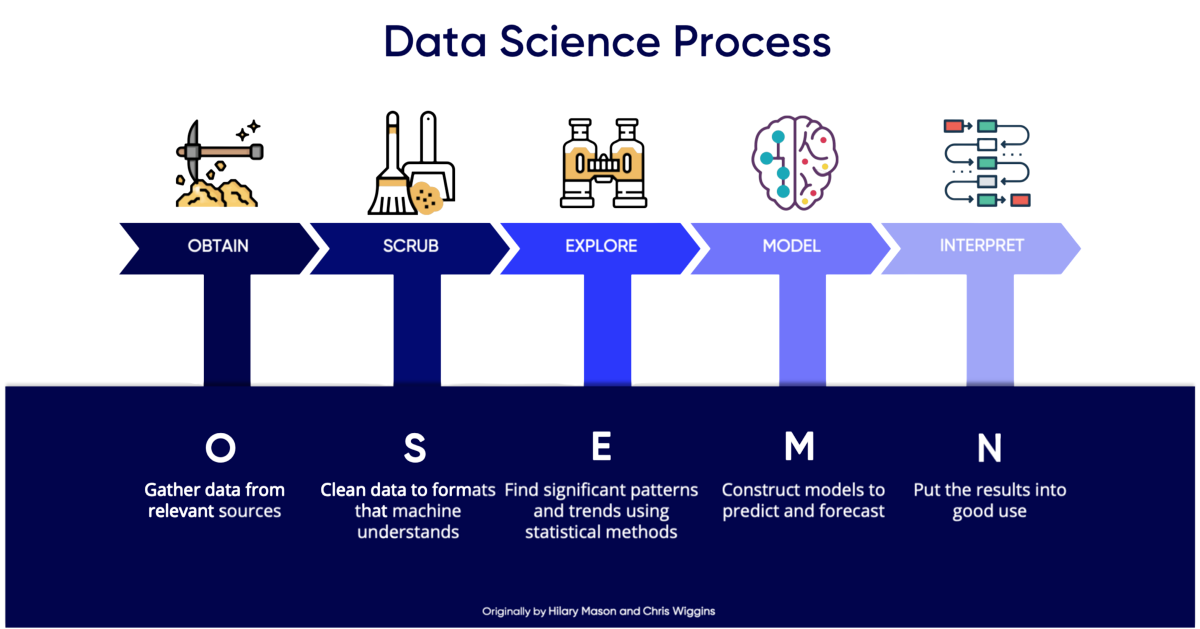 Data Science Process
OBTAIN
SCRUB
EXPLORE
MODEL
INTERPRET
O
Gather data from
relevant sources
S
Clean data to formats
that machine
understands
E
Find significant patterns
and trends using
statistical methods
M
Construct models to
predict and forecast
N
Put the results into
good use
Originally by Hilary Mason and Chris Wiggins